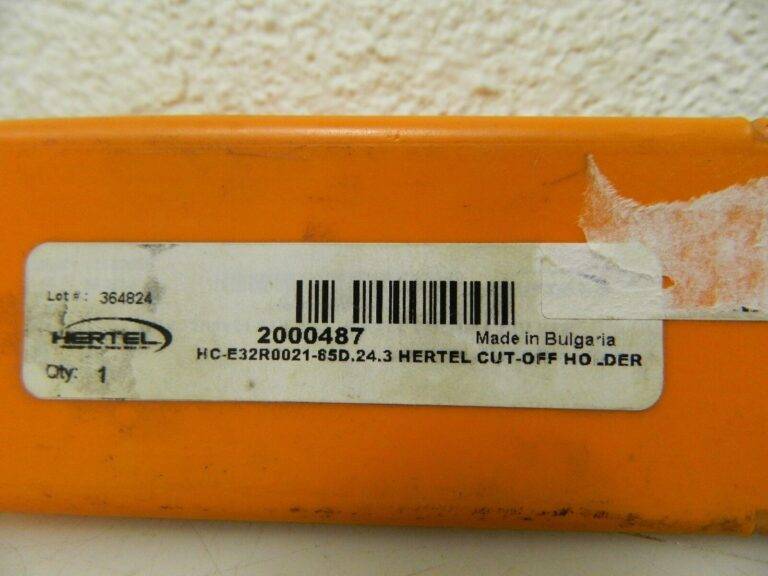 Lot #: 364824
HERTEL
2000487
Made in Bulgaria
HC-E32R0021-85D.24.3 HERTEL CUT-OFF HOLDER
Qty: 1